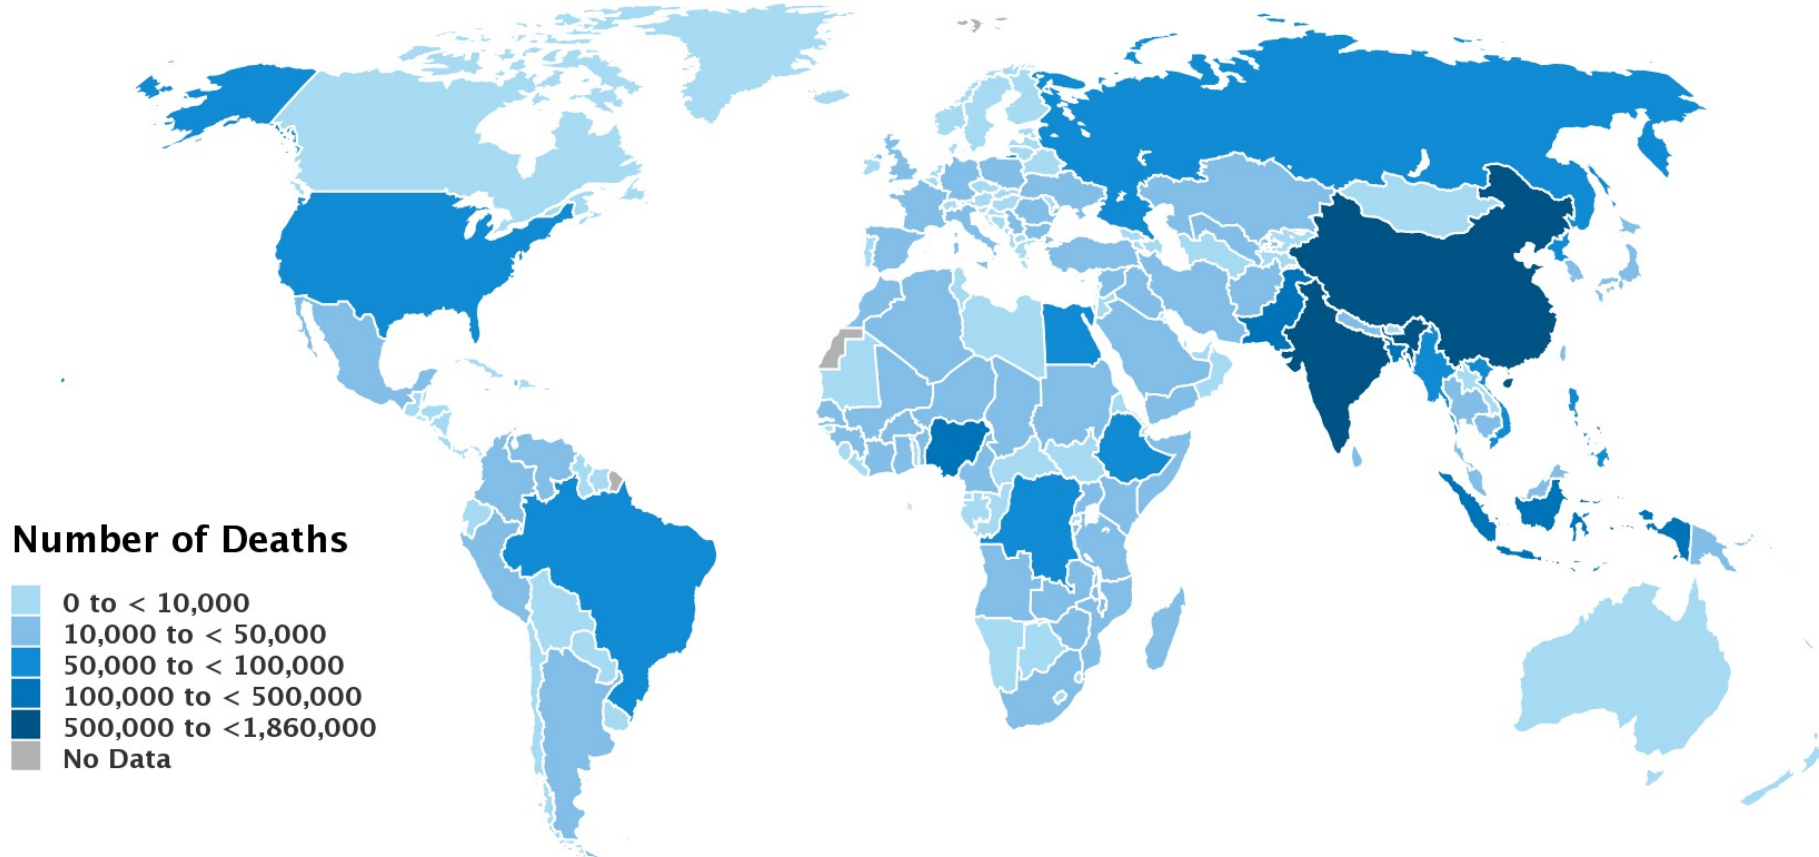 Number of Deaths
0 to < 10,000
10,000 to < 50,000
50,000 to < 100,000
100,000 to < 500,000
500,000 to <1,860,000
No Data